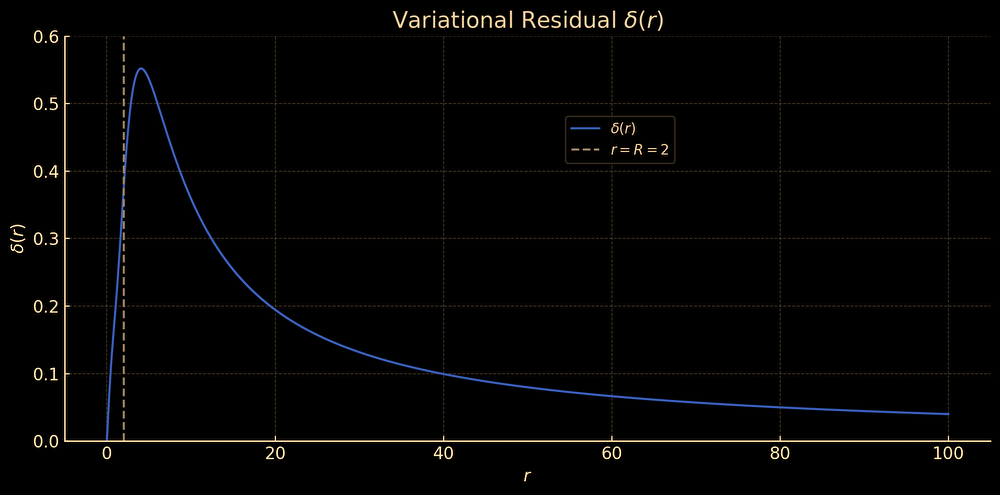 Variational Residual δ(r)
0.6
0.5
0.4
0.3
0.2
0.1
0.0
δ(r)
δ(r)
r = R = 2
0 20 40 60 80 100
r